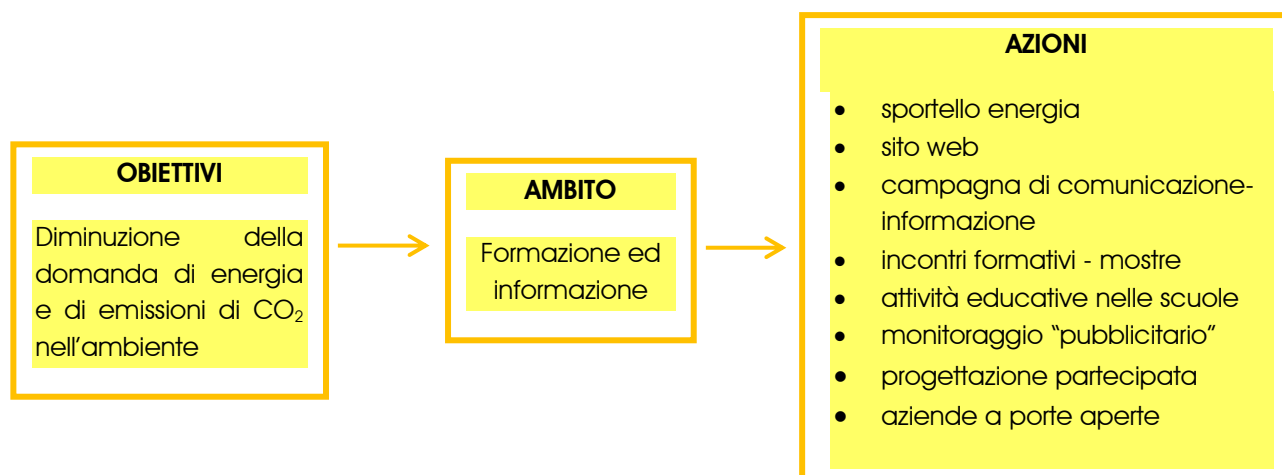 OBIETTIVI
Diminuzione della
domanda di energia
e di emissioni di CO₂
nell'ambiente
AMBITO
Formazione ed
informazione
AZIONI
• sportello energia
• sito web
• campagna di comunicazione-
informazione
• incontri formativi - mostre
• attività educative nelle scuole
• monitoraggio “pubblicitario”
• progettazione partecipata
• aziende a porte aperte